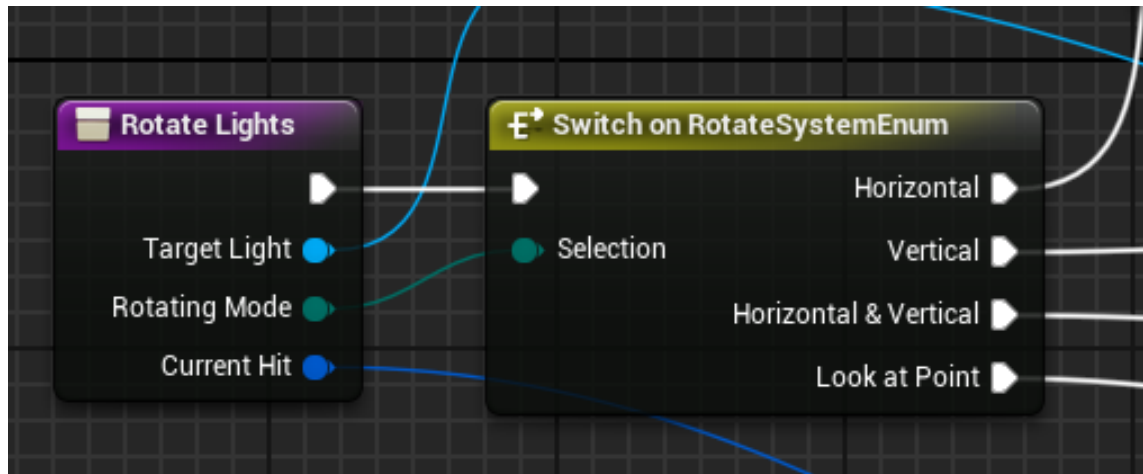 Rotate Lights
Target Light
Rotating Mode
Current Hit
Switch on RotateSystemEnum
Selection
Horizontal
Vertical
Horizontal & Vertical
Look at Point